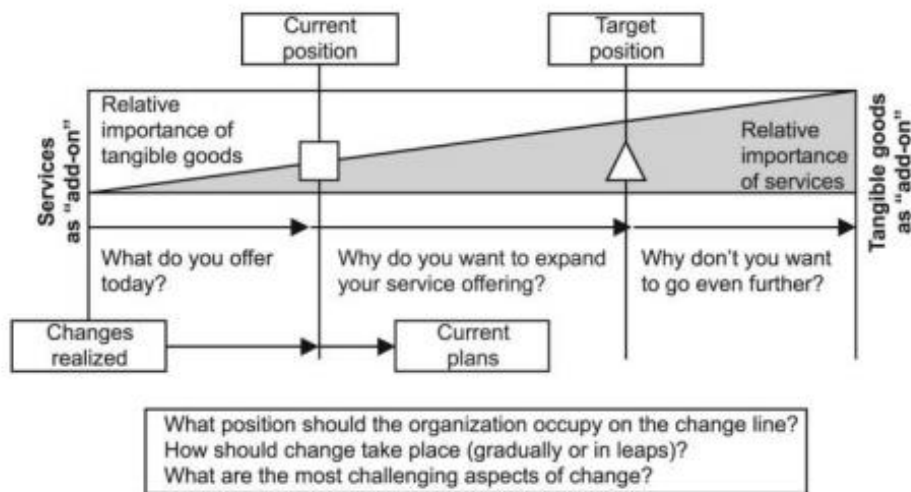 Current
position
Target
position
Relative
importance of
tangible goods
Relative
importance
of services
Services
as "add-on"
Tangible goods
as "add-on"
What do you offer
today?
Why do you want to expand
your service offering?
Why don't you want
to go even further?
Changes
realized
Current
plans
What position should the organization occupy on the change line?
How should change take place (gradually or in leaps)?
What are the most challenging aspects of change?